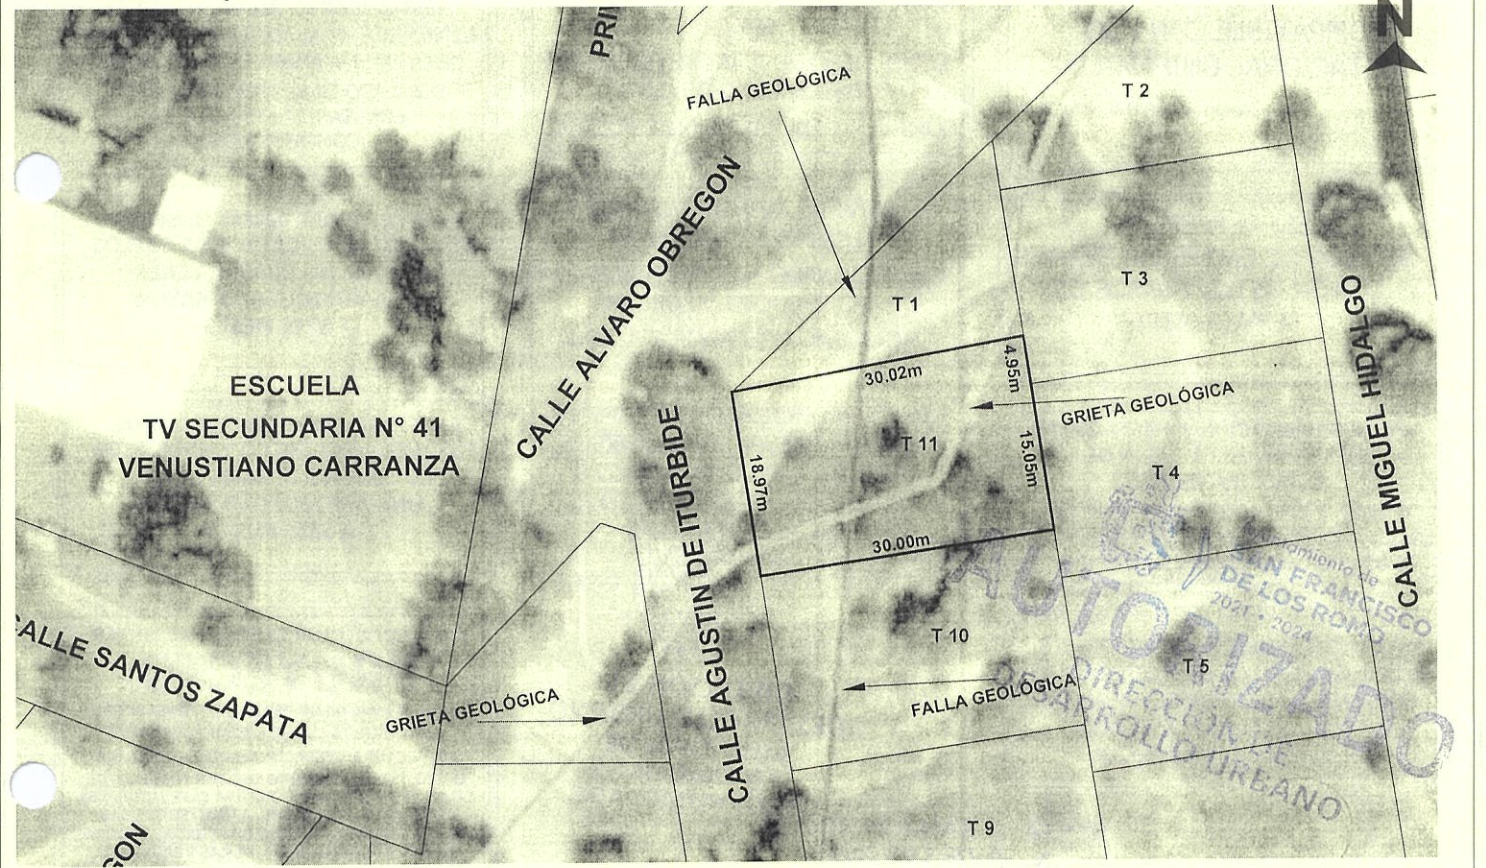 N
PRI
T 2
FALLA GEOLÓGICA
CALLE ALVARO OBREGON
T 3
T 1
CALLE MIGUEL HIDALGO
4.95m
30.02m
ESCUELA
TV SECUNDARIA N° 41
VENUSTIANO CARRANZA
GRIETA GEOLÓGICA
CALLE AGUSTIN DE ITURBIDE
T 11
15.05m
18.97m
T 4
30.00m
SAN FRANCISCO
DE LOS ROMO
2021 - 2024
AUTORIZADO
DIRECCIÓN DE
DESARROLLO URBANO
T 10
T 5
FALLA GEOLÓGICA
CALLE SANTOS ZAPATA
GRIETA GEOLÓGICA
T 9
GON